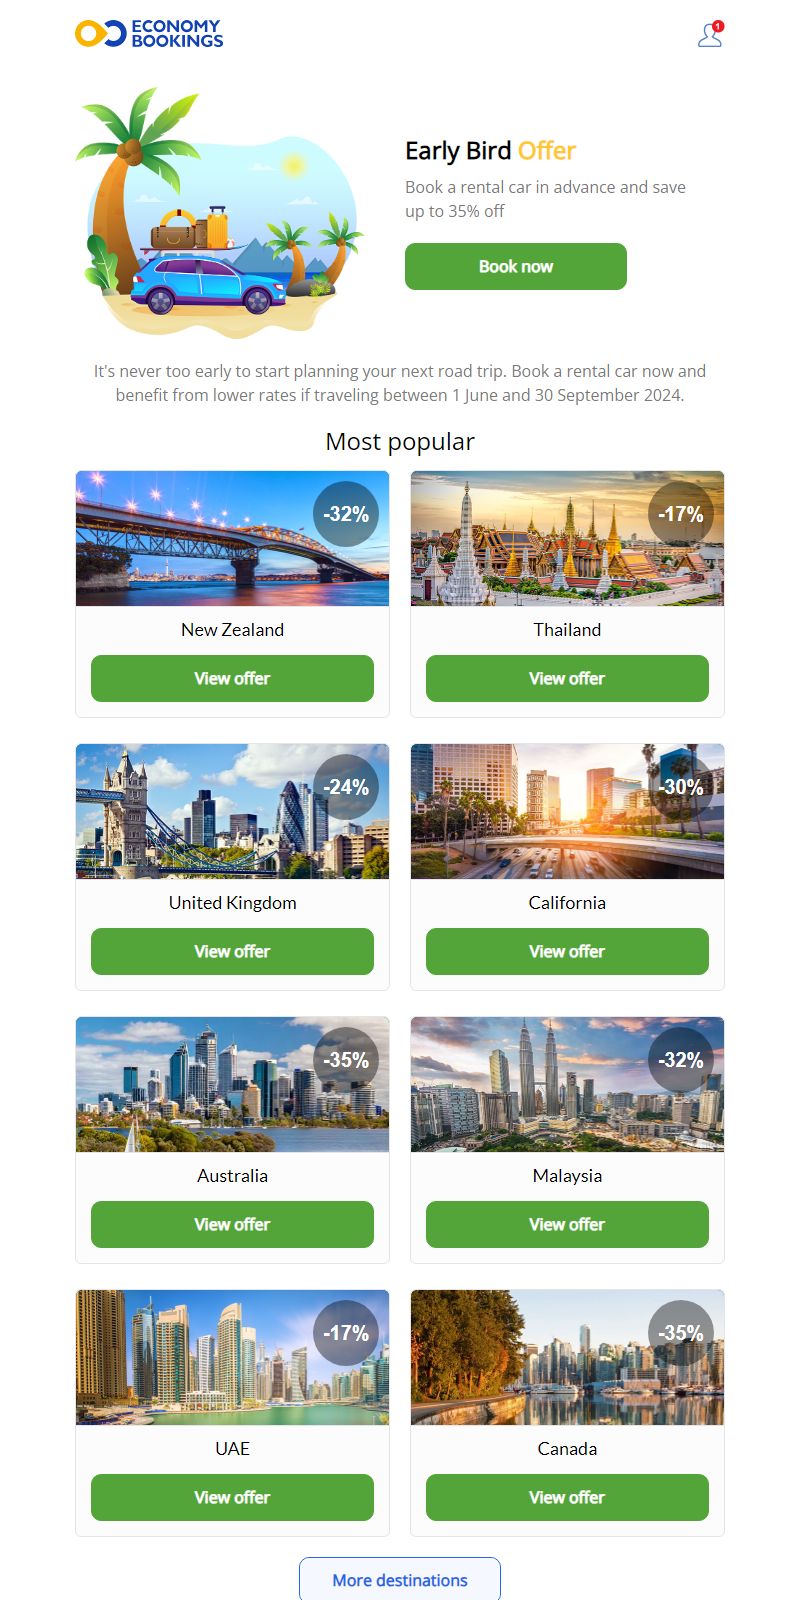 ECONOMY
BOOKINGS
1
Early Bird Offer
Book a rental car in advance and save
up to 35% off
Book now
It's never too early to start planning your next road trip. Book a rental car now and
benefit from lower rates if traveling between 1 June and 30 September 2024.
Most popular
-32%
-17%
New Zealand
Thailand
View offer
View offer
-24%
-30%
United Kingdom
California
View offer
View offer
-35%
-32%
Australia
Malaysia
View offer
View offer
-17%
-35%
UAE
Canada
View offer
View offer
More destinations